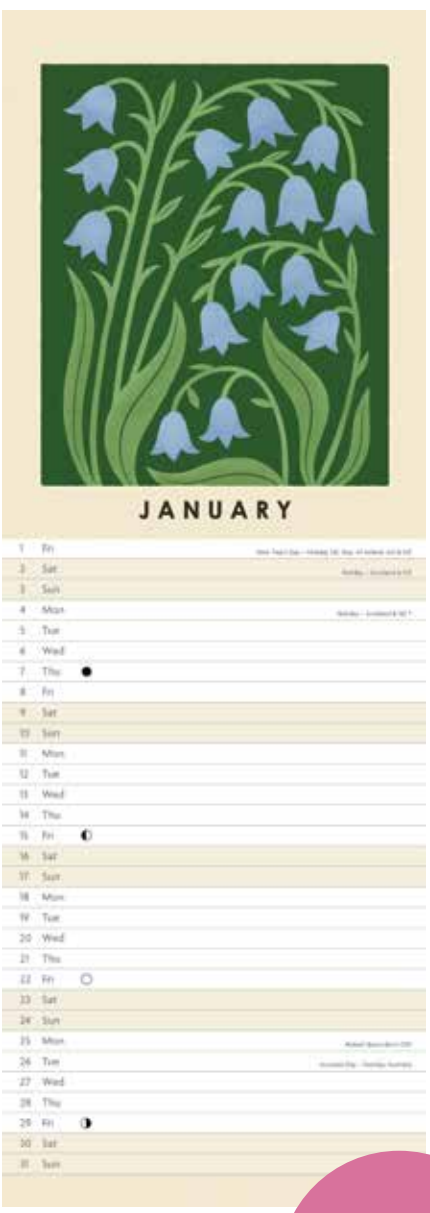 JANUARY
1 Fri
2 Sat
3 Sun
4 Mon
5 Tue
6 Wed
7 Thu
8 Fri
9 Sat
10 Sun
11 Mon
12 Tue
13 Wed
14 Thu
15 Fri
16 Sat
17 Sun
18 Mon
19 Tue
20 Wed
21 Thu
22 Fri
23 Sat
24 Sun
25 Mon
26 Tue
27 Wed
28 Thu
29 Fri
30 Sat
31 Sun